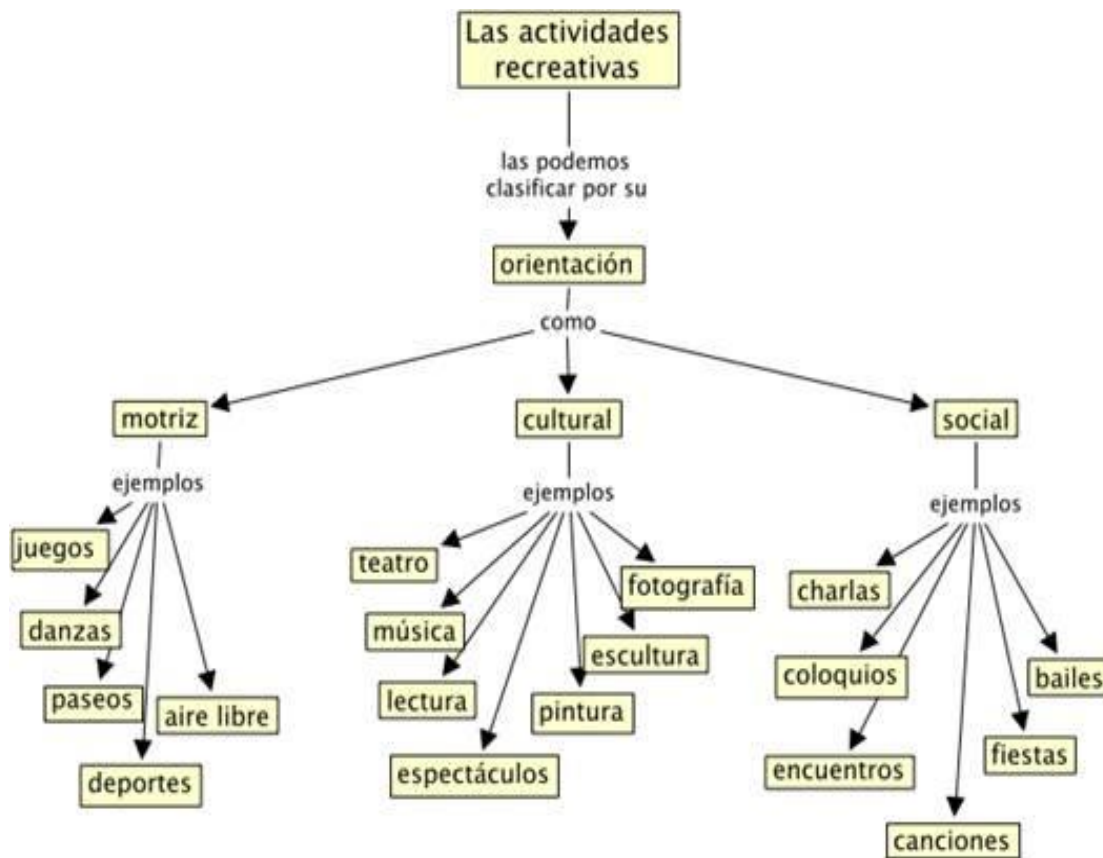 Las actividades
recreativas
las podemos
clasificar por su
orientación
como
motriz
cultural
social
ejemplos
ejemplos
ejemplos
juegos
danzas
paseos
aire libre
deportes
teatro
fotografía
música
escultura
lectura
pintura
espectáculos
charlas
coloquios
bailes
encuentros
fiestas
canciones